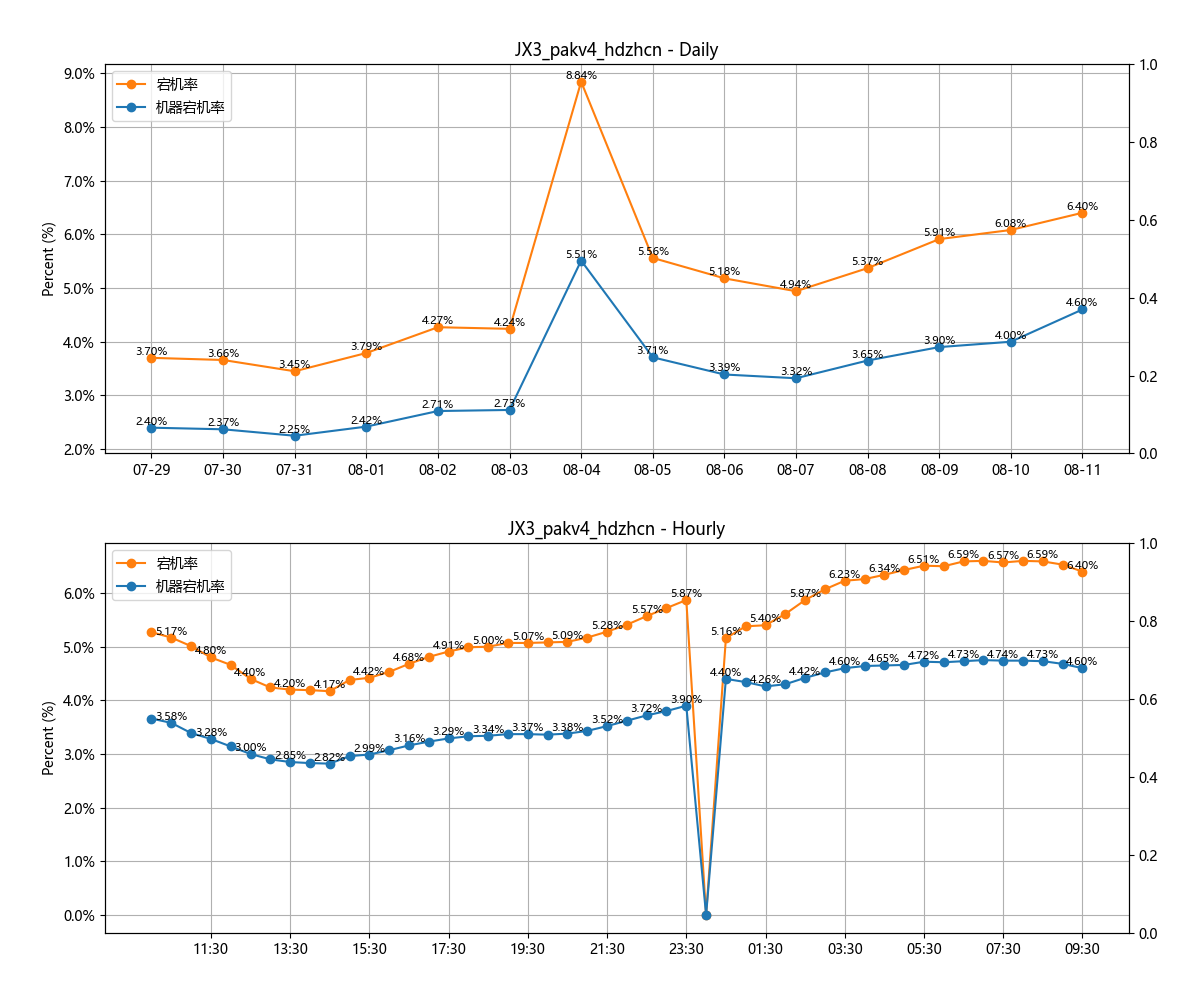 JX3_pakv4_hdzhcn - Daily
宕机率
机器宕机率
Percent (%)
9.0%
8.0%
7.0%
6.0%
5.0%
4.0%
3.0%
2.0%
1.0
0.8
0.6
0.4
0.2
0.0
3.70% 3.66% 3.45% 3.79% 4.27% 4.24% 8.84% 5.56% 5.18% 4.94% 5.37% 5.91% 6.08% 6.40%
2.40% 2.37% 2.25% 2.42% 2.71% 2.73% 5.51% 3.71% 3.39% 3.32% 3.65% 3.90% 4.00% 4.60%
07-29 07-30 07-31 08-01 08-02 08-03 08-04 08-05 08-06 08-07 08-08 08-09 08-10 08-11
JX3_pakv4_hdzhcn - Hourly
宕机率
机器宕机率
Percent (%)
6.0%
5.0%
4.0%
3.0%
2.0%
1.0%
0.0%
1.0
0.8
0.6
0.4
0.2
0.0
5.17% 4.80% 4.40% 4.20% 4.17% 4.42% 4.68% 4.91% 5.00% 5.07% 5.09% 5.28% 5.57% 5.87% 5.16% 5.40% 5.87% 6.23% 6.34% 6.51% 6.59% 6.57% 6.59% 6.40%
3.58% 3.28% 3.00% 2.85% 2.82% 2.99% 3.16% 3.29% 3.34% 3.37% 3.38% 3.52% 3.72% 3.90% 4.40% 4.26% 4.42% 4.60% 4.65% 4.72% 4.73% 4.74% 4.73% 4.60%
11:30 13:30 15:30 17:30 19:30 21:30 23:30 01:30 03:30 05:30 07:30 09:30